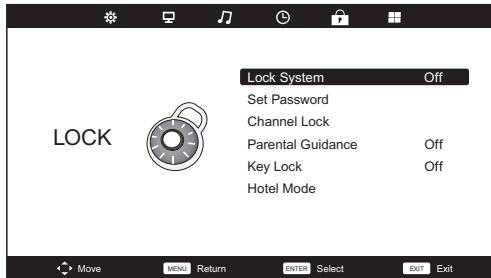 LOCK
Lock System Off
Set Password
Channel Lock
Parental Guidance Off
Key Lock Off
Hotel Mode
Move MENU Return ENTER Select EXIT Exit